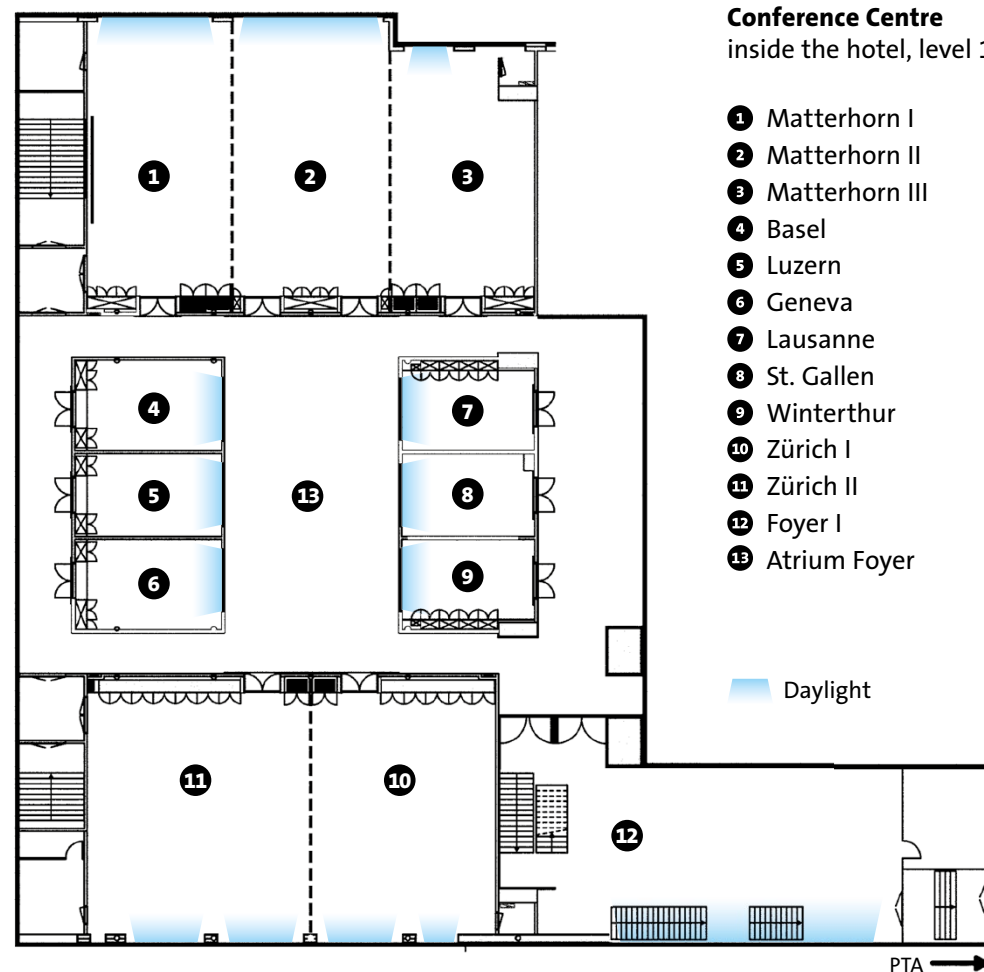 Conference Centre
inside the hotel, level 1
1 Matterhorn I
2 Matterhorn II
3 Matterhorn III
4 Basel
5 Luzern
6 Geneva
7 Lausanne
8 St. Gallen
9 Winterthur
10 Zürich I
11 Zürich II
12 Foyer I
13 Atrium Foyer
Daylight
1
2
3
4
7
5
13
8
6
9
11
10
12
PTA